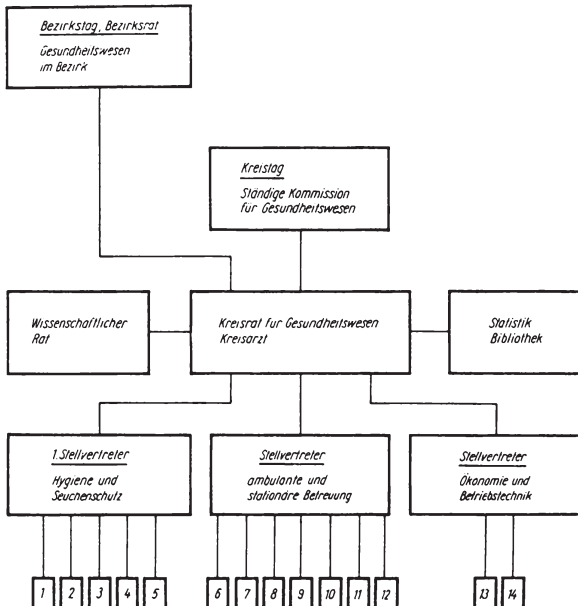 Bezirkstag, Bezirksrat
Gesundheitswesen
im Bezirk
Kreistag
Ständige Kommission
für Gesundheitswesen
Wissenschaftlicher
Rat
Kreisrat für Gesundheitswesen
Kreisarzt
Statistik
Bibliothek
1. Stellvertreter
Hygiene und
Seuchenschutz
Stellvertreter
ambulante und
stationäre Betreuung
Stellvertreter
Ökonomie und
Betriebstechnik
1 2 3 4 5 6 7 8 9 10 11 12 13 14